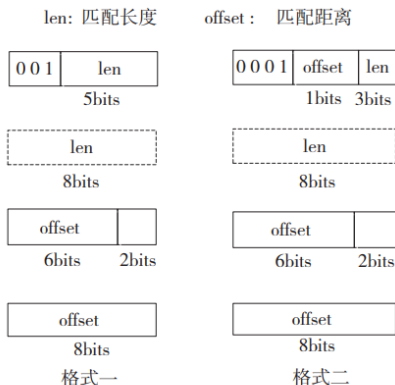 len: 匹配长度 offset: 匹配距离
0 0 1 len
5bits
len
8bits
offset
6bits 2bits
offset
8bits
格式一
0 0 0 1 offset len
1bits 3bits
len
8bits
offset
6bits 2bits
offset
8bits
格式二